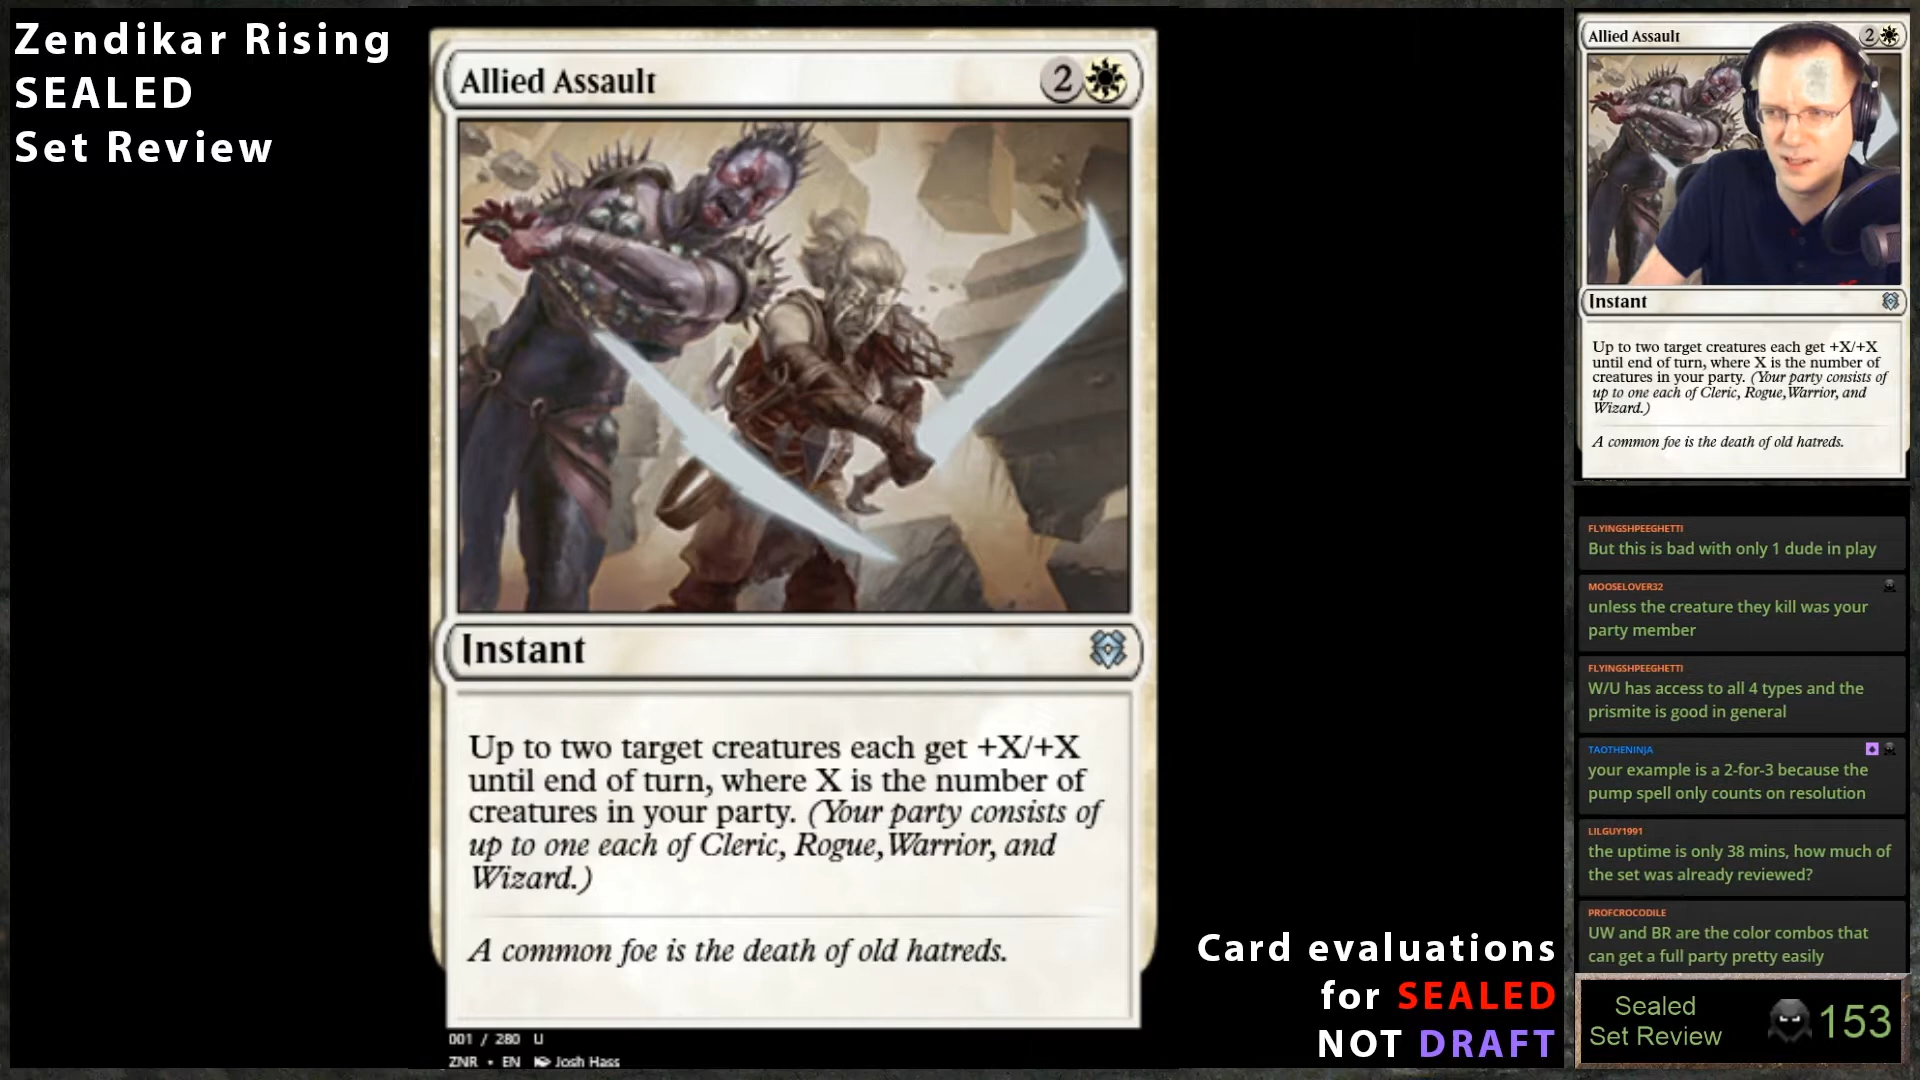 Zendikar Rising
SEALED
Set Review
Allied Assault
2
Instant
Up to two target creatures each get +X/+X
until end of turn, where X is the number of
creatures in your party. (Your party consists of
up to one each of Cleric, Rogue, Warrior, and
Wizard.)
A common foe is the death of old hatreds.
001 / 280 U
ZNR • EN Josh Hass
Card evaluations
for SEALED
NOT DRAFT
Allied Assault
2
Instant
Up to two target creatures each get +X/+X
until end of turn, where X is the number of
creatures in your party. (Your party consists of
up to one each of Cleric, Rogue, Warrior, and
Wizard.)
A common foe is the death of old hatreds.
FLYINGSHPEEGHETTI
But this is bad with only 1 dude in play
MOOSELOVER32
unless the creature they kill was your
party member
FLYINGSHPEEGHETTI
W/U has access to all 4 types and the
prismite is good in general
TAOTHENINJA
your example is a 2-for-3 because the
pump spell only counts on resolution
LILGUY1991
the uptime is only 38 mins, how much of
the set was already reviewed?
PROFCROCODILE
UW and BR are the color combos that
can get a full party pretty easily
Sealed
Set Review
153